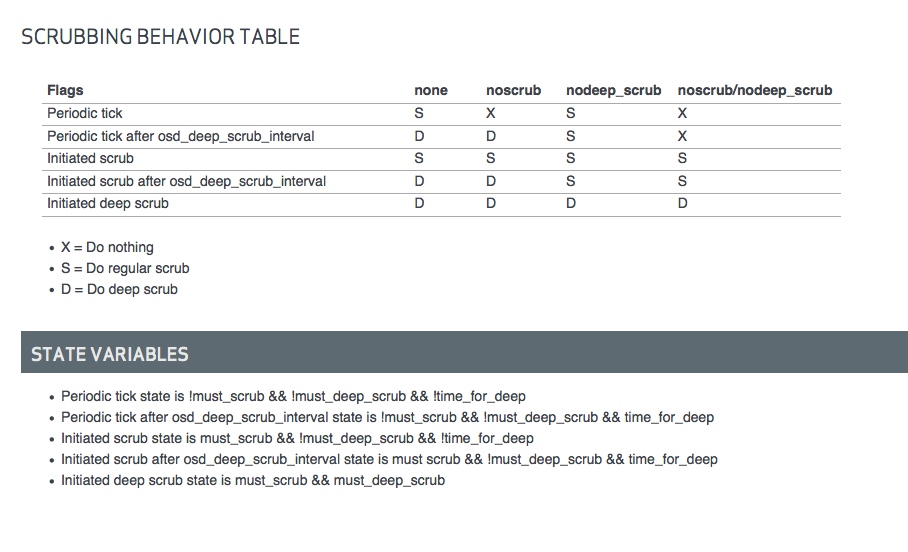 SCRUBBING BEHAVIOR TABLE
Flags none noscrub nodeep_scrub noscrub/nodeep_scrub
Periodic tick S X S X
Periodic tick after osd_deep_scrub_interval D D S X
Initiated scrub S S S S
Initiated scrub after osd_deep_scrub_interval D D S S
Initiated deep scrub D D D D
• X = Do nothing
• S = Do regular scrub
• D = Do deep scrub
STATE VARIABLES
• Periodic tick state is !must_scrub && !must_deep_scrub && !time_for_deep
• Periodic tick after osd_deep_scrub_interval state is !must_scrub && !must_deep_scrub && time_for_deep
• Initiated scrub state is must_scrub && !must_deep_scrub && !time_for_deep
• Initiated scrub after osd_deep_scrub_interval state is must scrub && !must_deep_scrub && time_for_deep
• Initiated deep scrub state is must_scrub && must_deep_scrub